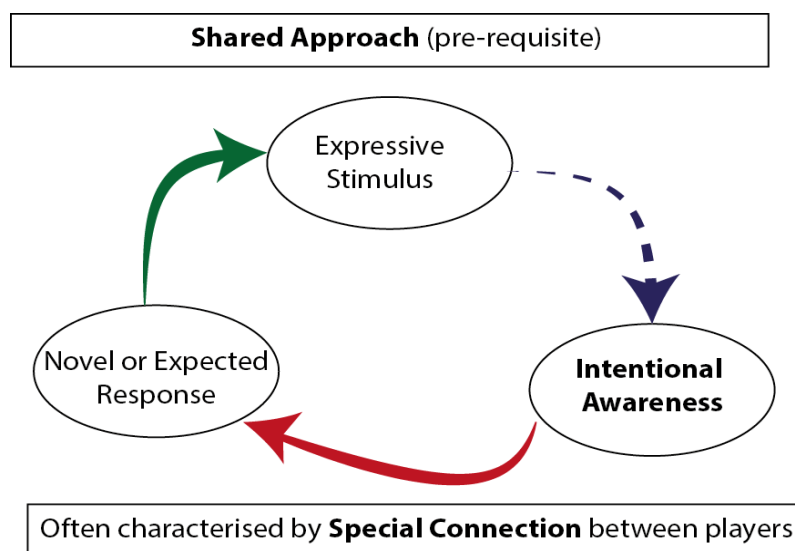 Shared Approach (pre-requisite)
Expressive
Stimulus
Intentional
Awareness
Novel or Expected
Response
Often characterised by Special Connection between players